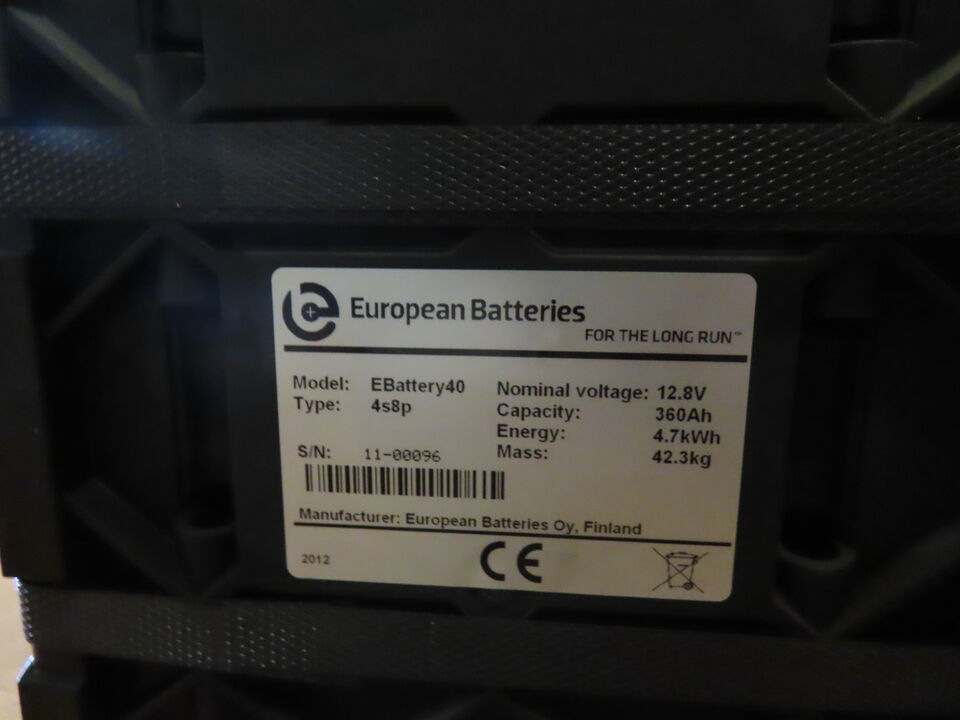 European Batteries
FOR THE LONG RUN™
Model: EBattery40
Type: 4s8p
Nominal voltage: 12.8V
Capacity: 360Ah
Energy: 4.7kWh
Mass: 42.3kg
S/N: 11-00096
Manufacturer: European Batteries Oy, Finland
2012
CE